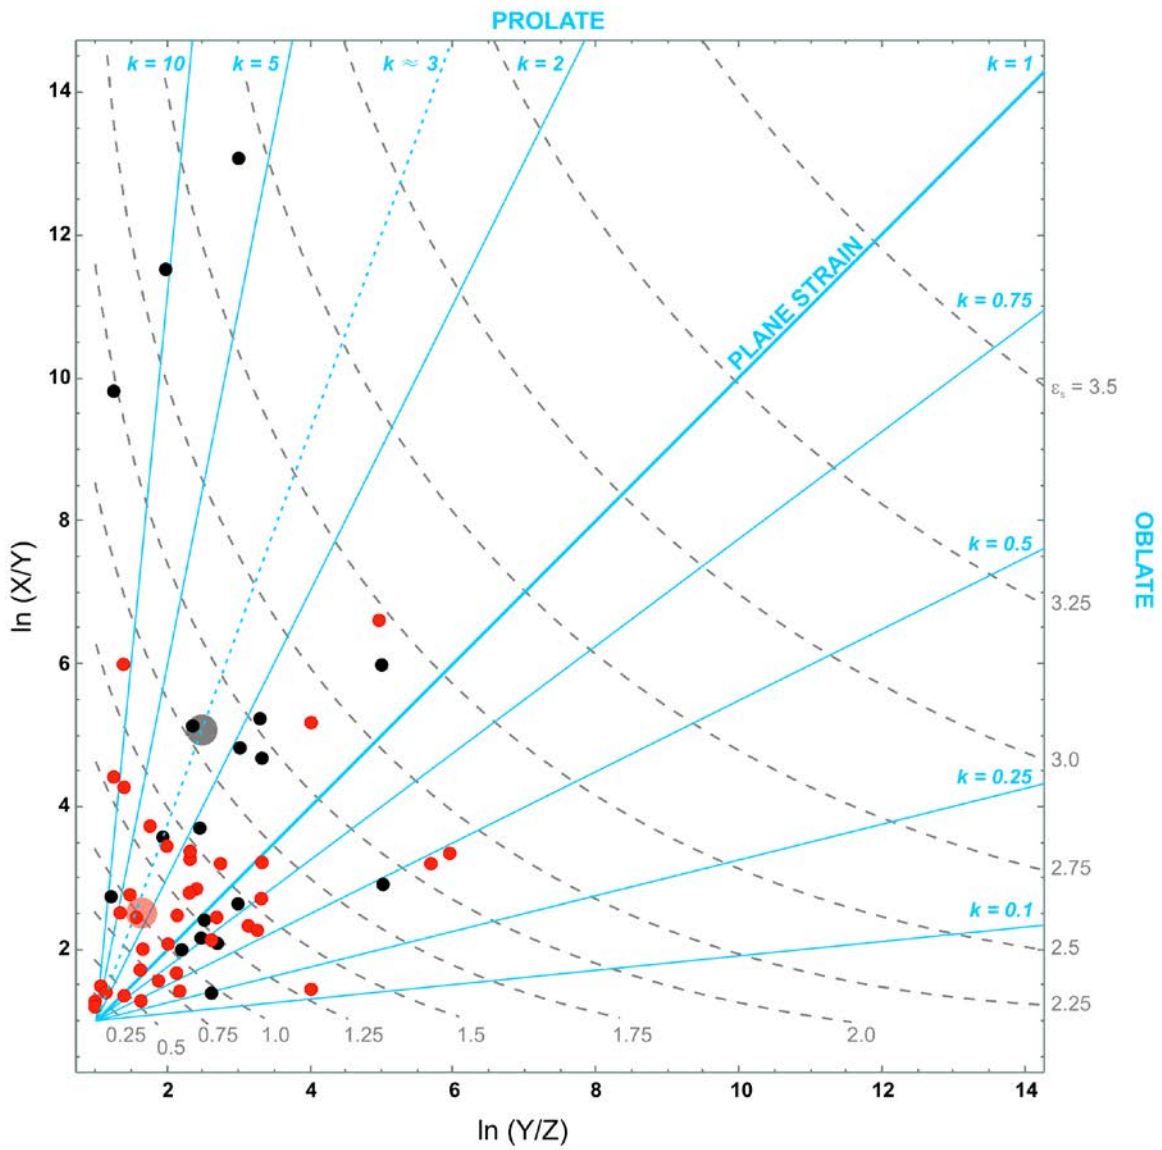 PROLATE
k = 10
k = 5
k ≈ 3
k = 2
k = 1
14
12
10
8
6
4
2
ln (X/Y)
PLANE STRAIN
k = 0.75
εs = 3.5
k = 0.5
OBLATE
3.25
3.0
k = 0.25
2.75
k = 0.1
2.5
2.25
0.25
0.5
0.75
1.0
1.25
1.5
1.75
2.0
2
4
6
8
10
12
14
ln (Y/Z)